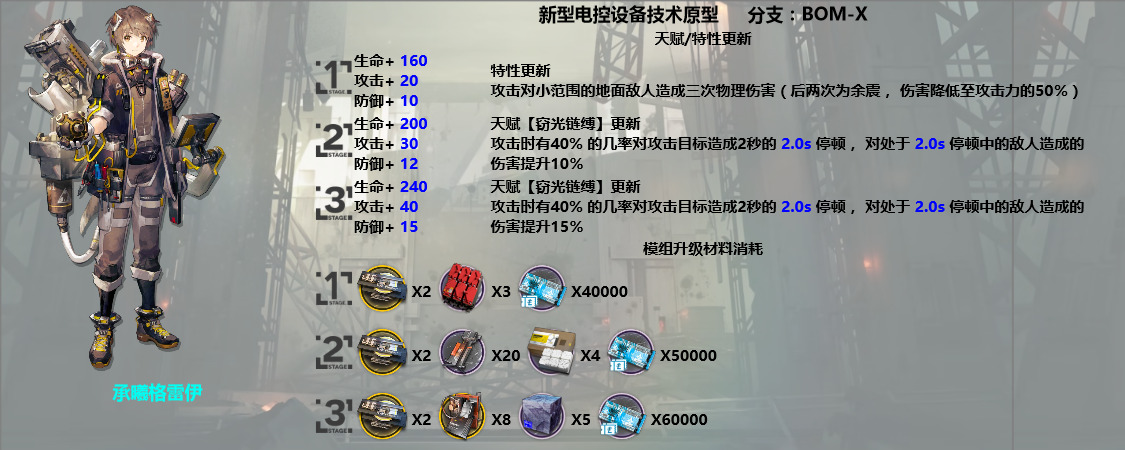 新型电控设备技术原型 分支：BOM-X
天赋/特性更新
1 STAGE
生命+ 160
攻击+ 20
防御+ 10
特性更新
攻击对小范围的地面敌人造成三次物理伤害（后两次为余震 ，伤害降低至攻击力的50% ）
2 STAGE
生命+ 200
攻击+ 30
防御+ 12
天赋【窃光链缚】更新
攻击时有40% 的几率对攻击目标造成2秒的 2.0s 停顿 ，对处于 2.0s 停顿中的敌人造成的
伤害提升10%
3 STAGE
生命+ 240
攻击+ 40
防御+ 15
天赋【窃光链缚】更新
攻击时有40% 的几率对攻击目标造成2秒的 2.0s 停顿 ，对处于 2.0s 停顿中的敌人造成的
伤害提升15%
模组升级材料消耗
1 STAGE X2 X3 X40000
2 STAGE X2 X20 X4 X50000
3 STAGE X2 X8 X5 X60000
承曦格雷伊